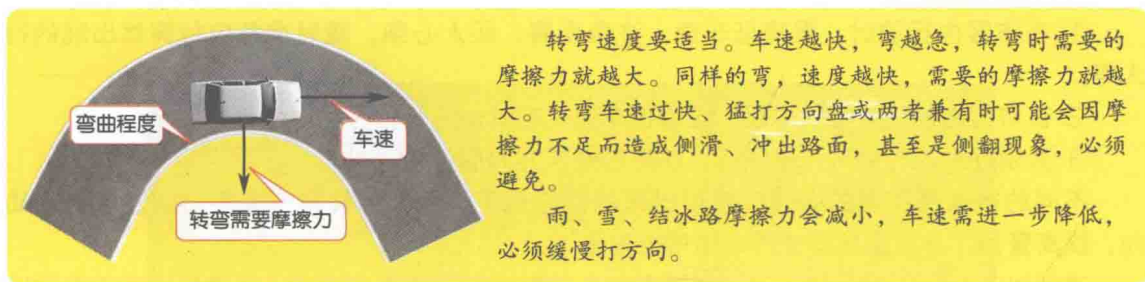 弯曲程度
车速
转弯需要摩擦力
转弯速度要适当。车速越快，弯越急，转弯时需要的
摩擦力就越大。同样的弯，速度越快，需要的摩擦力就越
大。转弯车速过快、猛打方向盘或两者兼有时可能会因摩
擦力不足而造成侧滑、冲出路面，甚至是侧翻现象，必须
避免。
雨、雪、结冰路摩擦力会减小，车速需进一步降低，
必须缓慢打方向。